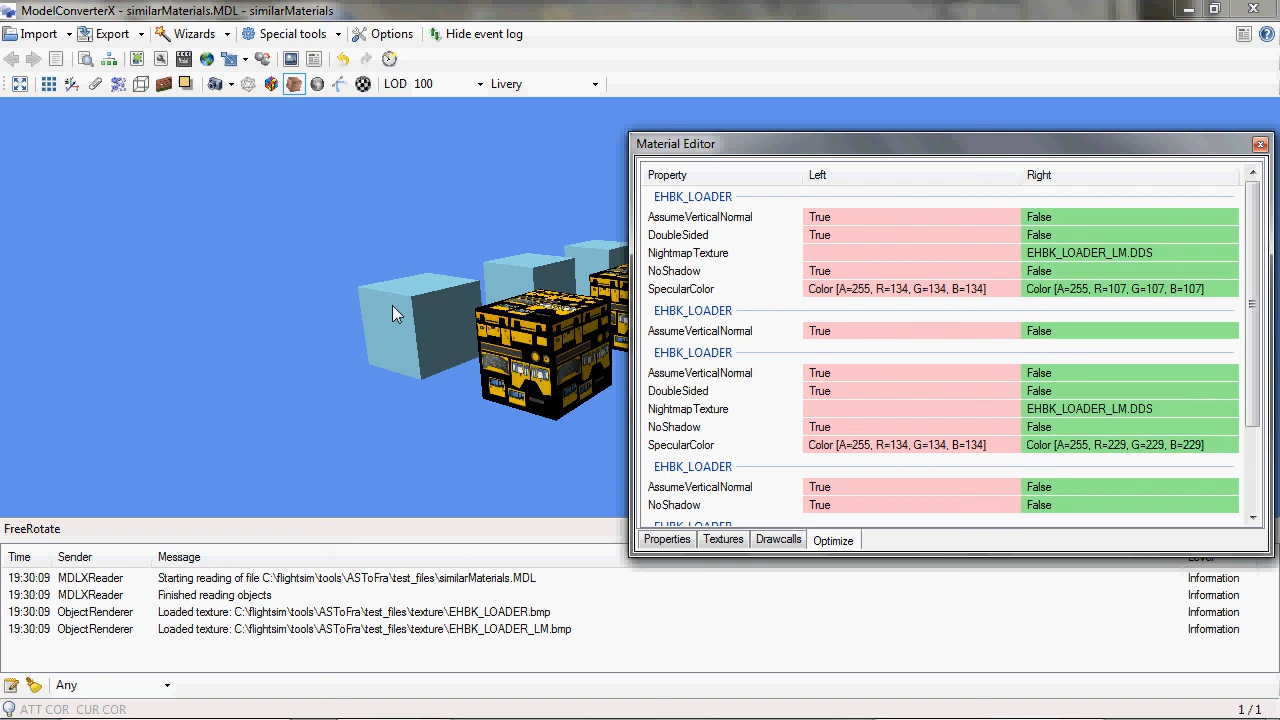 ModelConverterX - similarMaterials.MDL - similarMaterials
Import Export Wizards Special tools Options Hide event log
LOD 100 Livery
Material Editor
Property Left Right
EHBK_LOADER
AssumeVerticalNormal True False
DoubleSided True False
NightmapTexture EHBK_LOADER_LM.DDS
NoShadow True False
SpecularColor Color [A=255, R=134, G=134, B=134] Color [A=255, R=107, G=107, B=107]
EHBK_LOADER
AssumeVerticalNormal True False
EHBK_LOADER
AssumeVerticalNormal True False
DoubleSided True False
NightmapTexture EHBK_LOADER_LM.DDS
NoShadow True False
SpecularColor Color [A=255, R=134, G=134, B=134] Color [A=255, R=229, G=229, B=229]
EHBK_LOADER
AssumeVerticalNormal True False
NoShadow True False
EHBK_LOADER
Properties Textures Drawcalls Optimize
FreeRotate
Time Sender Message Level
19:30:09 MDLXReader Starting reading of file C:\flightsim\tools\ASToFra\test_files\similarMaterials.MDL Information
19:30:09 MDLXReader Finished reading objects Information
19:30:09 ObjectRenderer Loaded texture: C:\flightsim\tools\ASToFra\test_files\texture\EHBK_LOADER.bmp Information
19:30:09 ObjectRenderer Loaded texture: C:\flightsim\tools\ASToFra\test_files\texture\EHBK_LOADER_LM.bmp Information
Any
ATT COR CUR COR 1 / 1